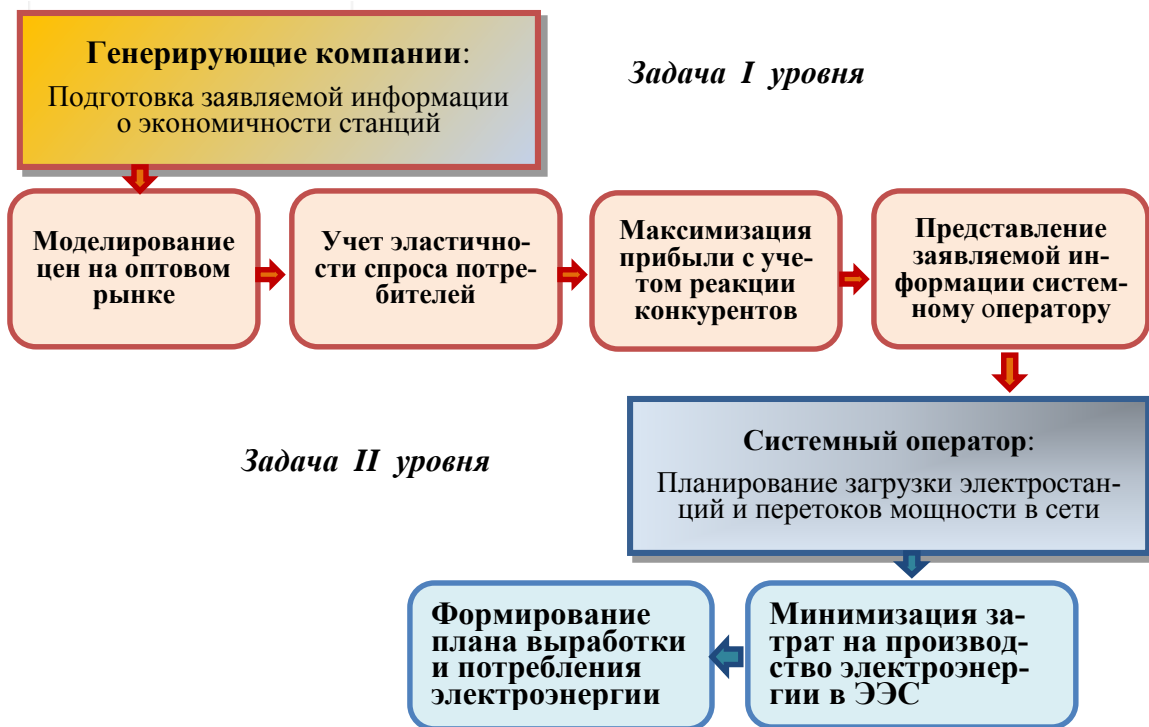 Генерирующие компании:
Подготовка заявляемой информации
о экономичности станций
Задача I уровня
Моделирование
цен на оптовом
рынке
Учет эластично-
сти спроса потре-
бителей
Максимизация
прибыли с уче-
том реакции
конкурентов
Представление
заявляемой ин-
формации систем-
ному оператору
Задача II уровня
Системный оператор:
Планирование загрузки электростан-
ций и перетоков мощности в сети
Формирование
плана выработки
и потребления
электроэнергии
Минимизация за-
трат на производ-
ство электроэнер-
гии в ЭЭС